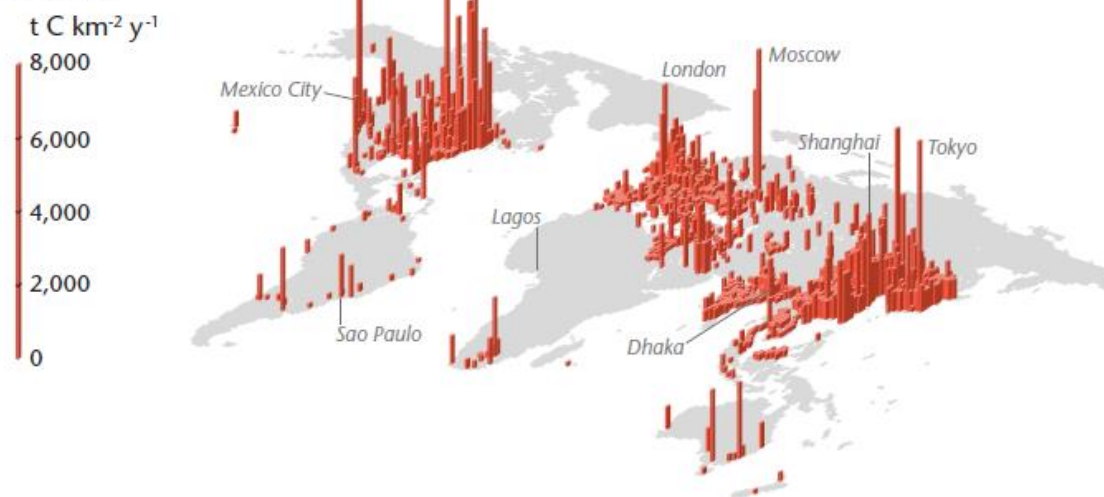 t C km-2 y-1
8,000
6,000
4,000
2,000
0
Mexico City
London
Moscow
Shanghai
Tokyo
Lagos
Sao Paulo
Dhaka